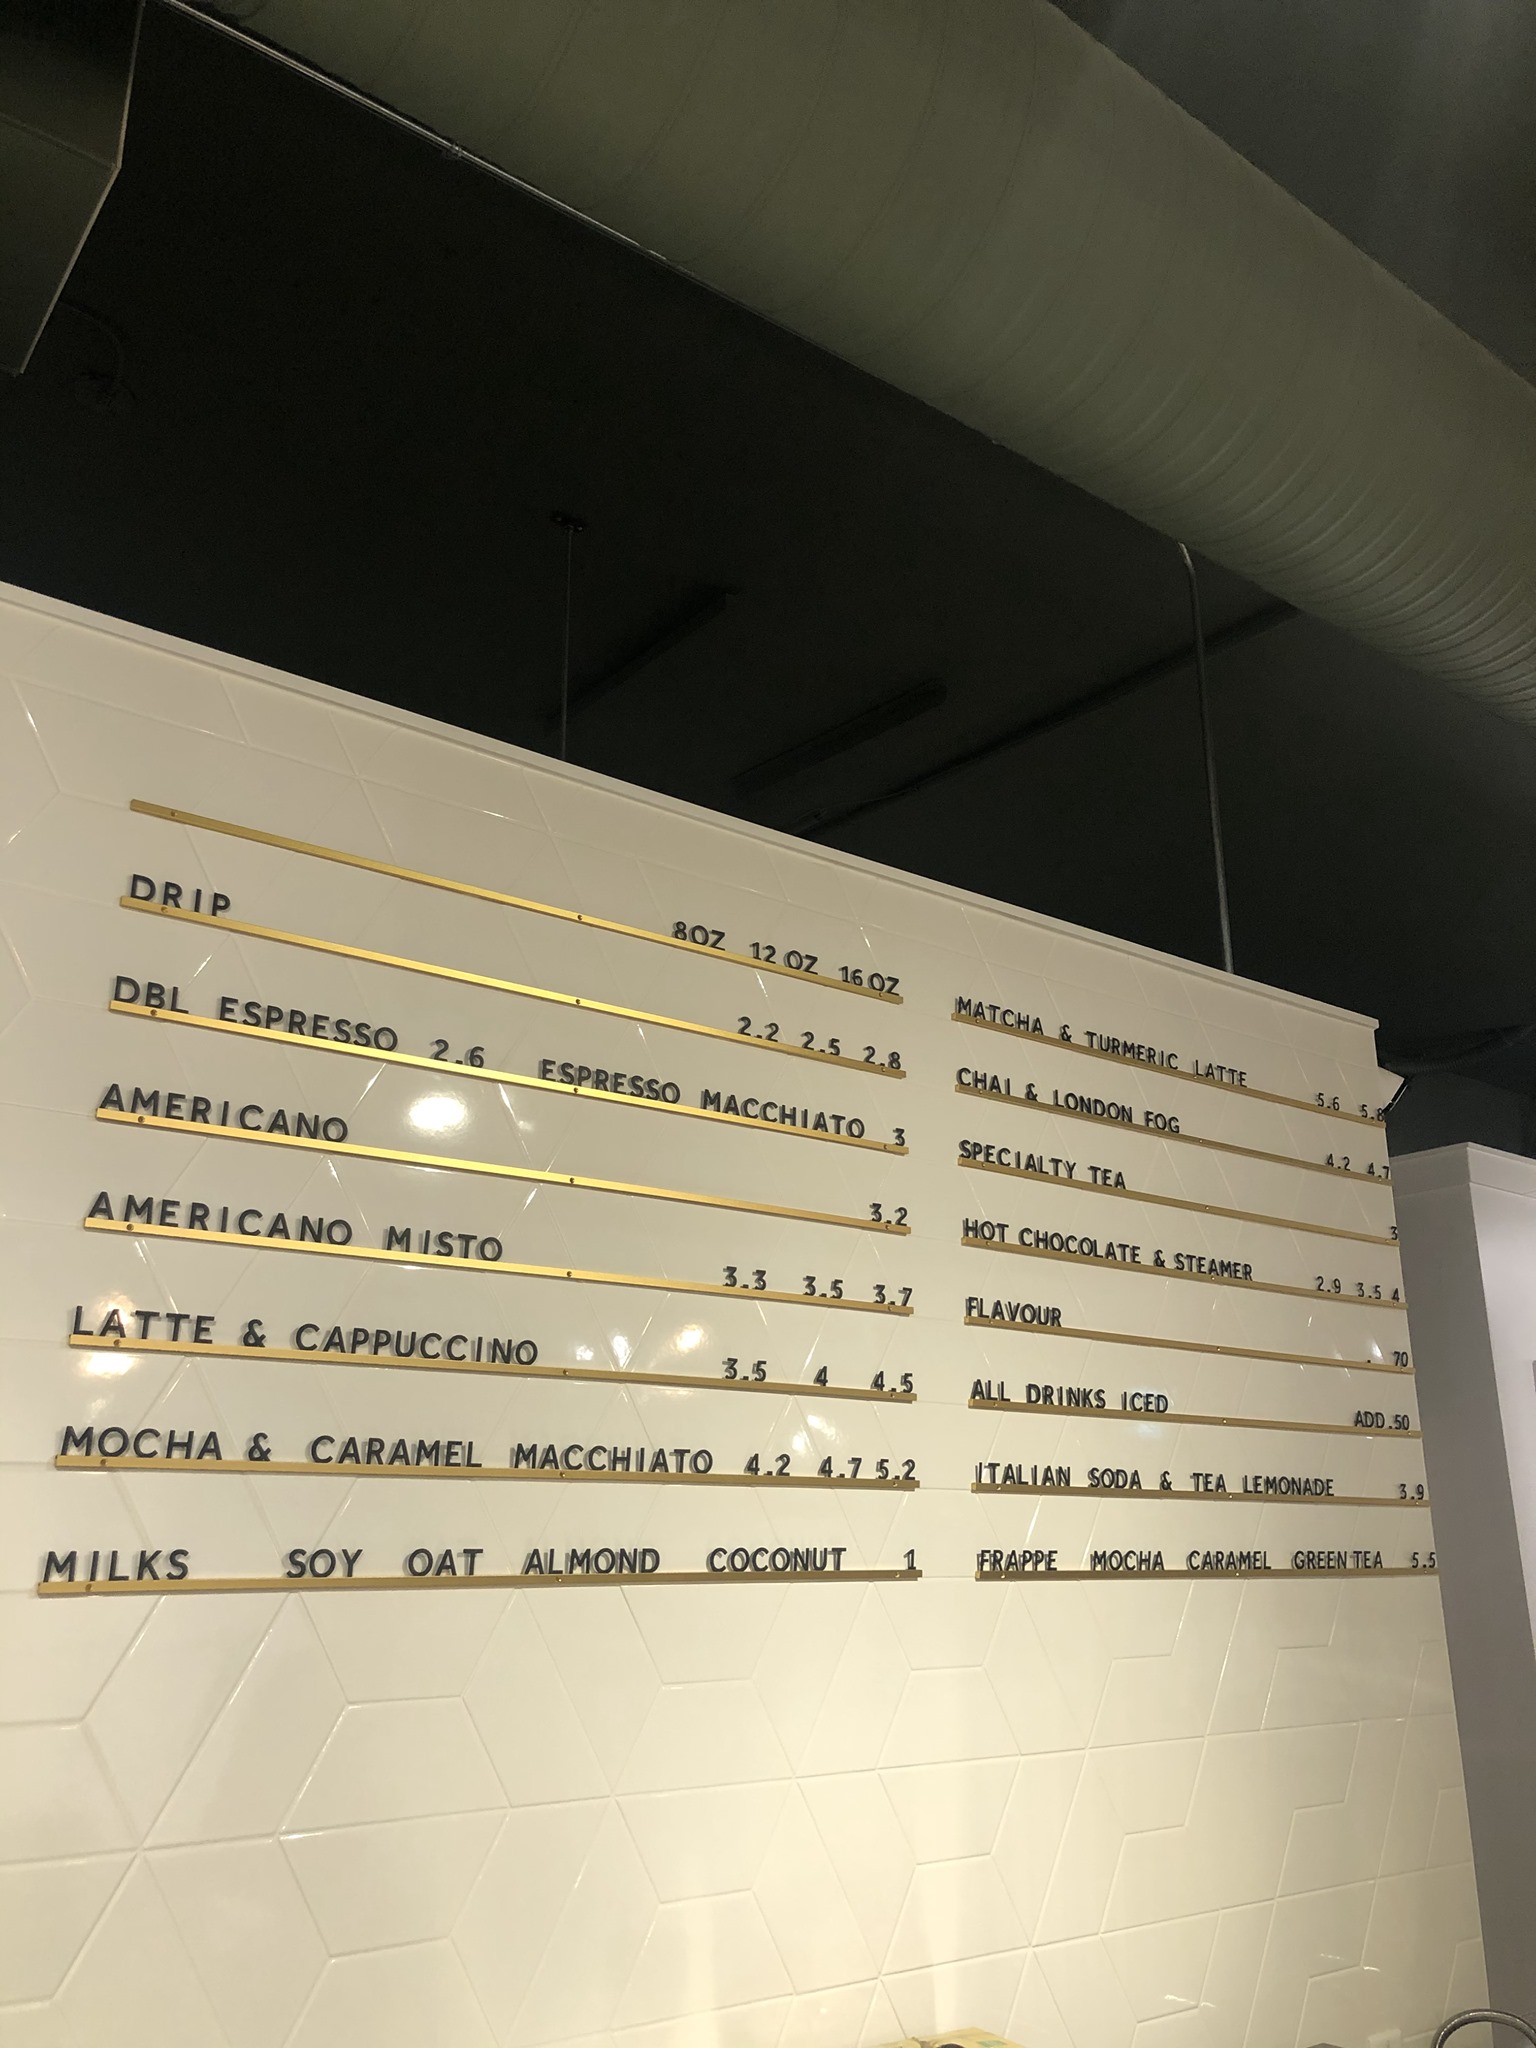 8OZ 12 OZ 16 OZ
DRIP 2.2 2.5 2.8
DBL ESPRESSO 2.6 ESPRESSO MACCHIATO 3
AMERICANO 3.2
AMERICANO MISTO 3.3 3.5 3.7
LATTE & CAPPUCCINO 3.5 4 4.5
MOCHA & CARAMEL MACCHIATO 4.2 4.7 5.2
MILKS SOY OAT ALMOND COCONUT 1
MATCHA & TURMERIC LATTE 5.6 5.8
CHAI & LONDON FOG 4.2 4.7
SPECIALTY TEA 3
HOT CHOCOLATE & STEAMER 2.9 3.5 4
FLAVOUR . 70
ALL DRINKS ICED ADD .50
ITALIAN SODA & TEA LEMONADE 3.9
FRAPPE MOCHA CARAMEL GREEN TEA 5.5